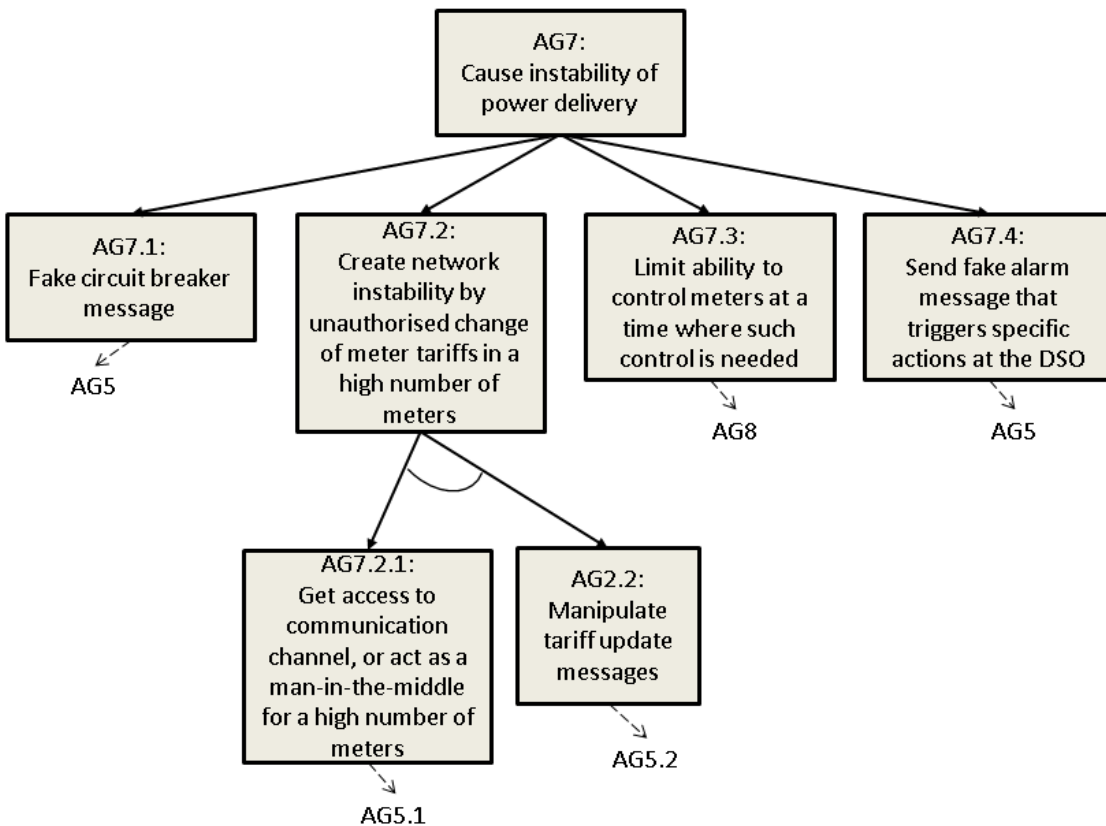 AG7:
Cause instability of
power delivery
AG7.1:
Fake circuit breaker
message
AG5
AG7.2:
Create network
instability by
unauthorised change
of meter tariffs in a
high number of
meters
AG7.3:
Limit ability to
control meters at a
time where such
control is needed
AG8
AG7.4:
Send fake alarm
message that
triggers specific
actions at the DSO
AG5
AG7.2.1:
Get access to
communication
channel, or act as a
man-in-the-middle
for a high number of
meters
AG5.1
AG2.2:
Manipulate
tariff update
messages
AG5.2